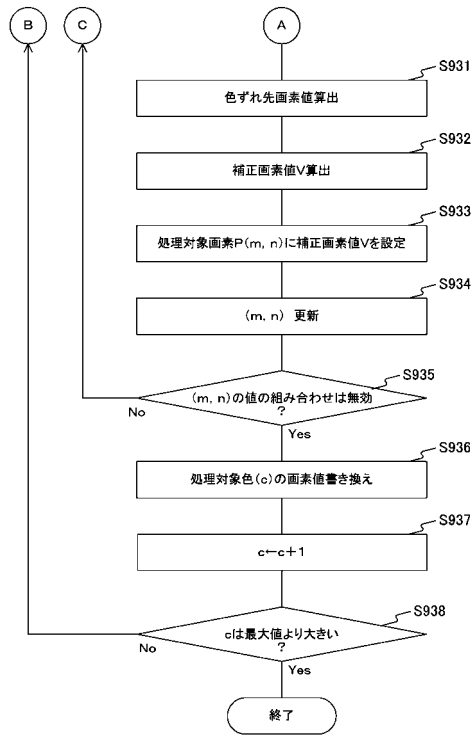 B
C
A
S931
色ずれ先画素値算出
S932
補正画素値V算出
S933
処理対象画素P(m, n)に補正画素値Vを設定
S934
(m, n) 更新
S935
(m, n)の値の組み合わせは無効
?
No
Yes
S936
処理対象色(c)の画素値書き換え
S937
c←c+1
S938
cは最大値より大きい
?
No
Yes
終了